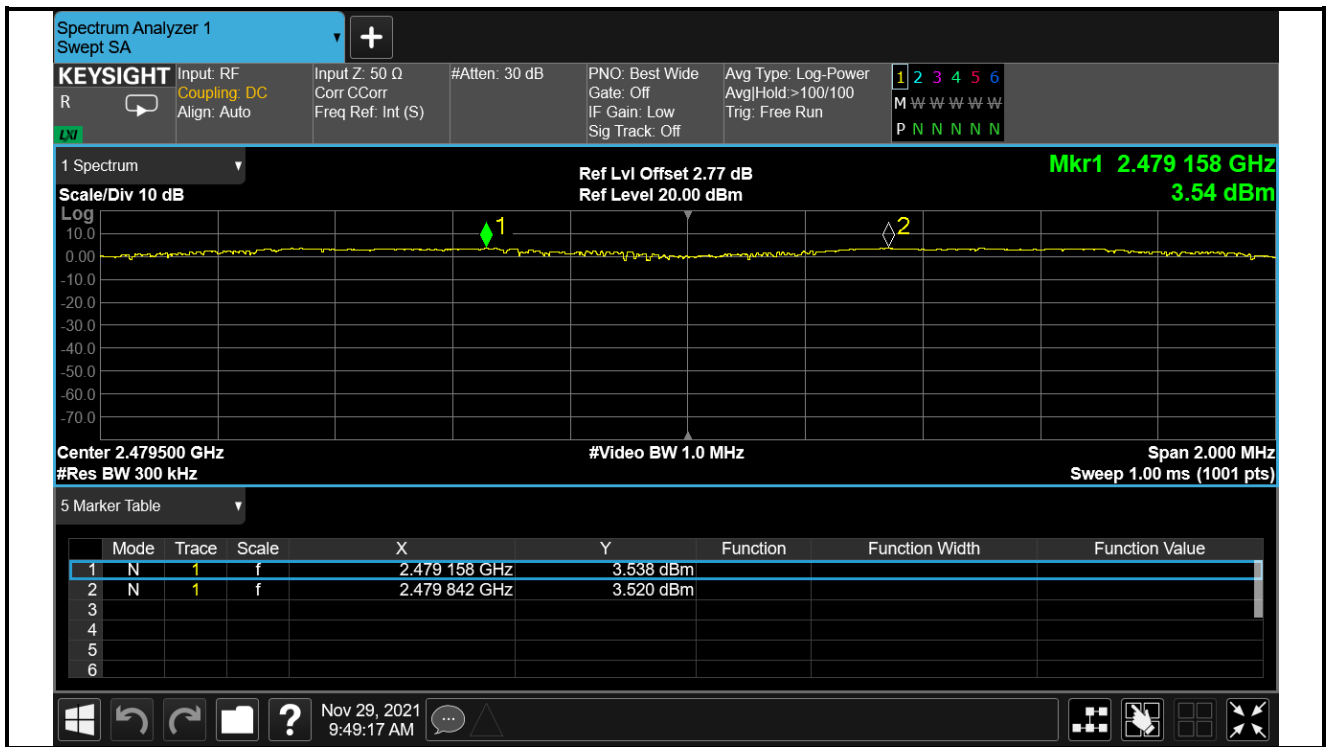 Spectrum Analyzer 1
Swept SA
KEYSIGHT
R
LXI
Input: RF
Coupling: DC
Align: Auto
Input Z: 50 Ω
Corr CCorr
Freq Ref: Int (S)
#Atten: 30 dB
PNO: Best Wide
Gate: Off
IF Gain: Low
Sig Track: Off
Avg Type: Log-Power
Avg|Hold:>100/100
Trig: Free Run
1 2 3 4 5 6
M W W W W W
P N N N N N
1 Spectrum
Scale/Div 10 dB
Ref Lvl Offset 2.77 dB
Ref Level 20.00 dBm
Mkr1 2.479 158 GHz
3.54 dBm
Log
1
2
10.0
0.00
-10.0
-20.0
-30.0
-40.0
-50.0
-60.0
-70.0
Center 2.479500 GHz
#Video BW 1.0 MHz
Span 2.000 MHz
#Res BW 300 kHz
Sweep 1.00 ms (1001 pts)
5 Marker Table
Mode Trace Scale X Y Function Function Width Function Value
1 N 1 f 2.479 158 GHz 3.538 dBm
2 N 1 f 2.479 842 GHz 3.520 dBm
3
4
5
6
?
Nov 29, 2021
9:49:17 AM